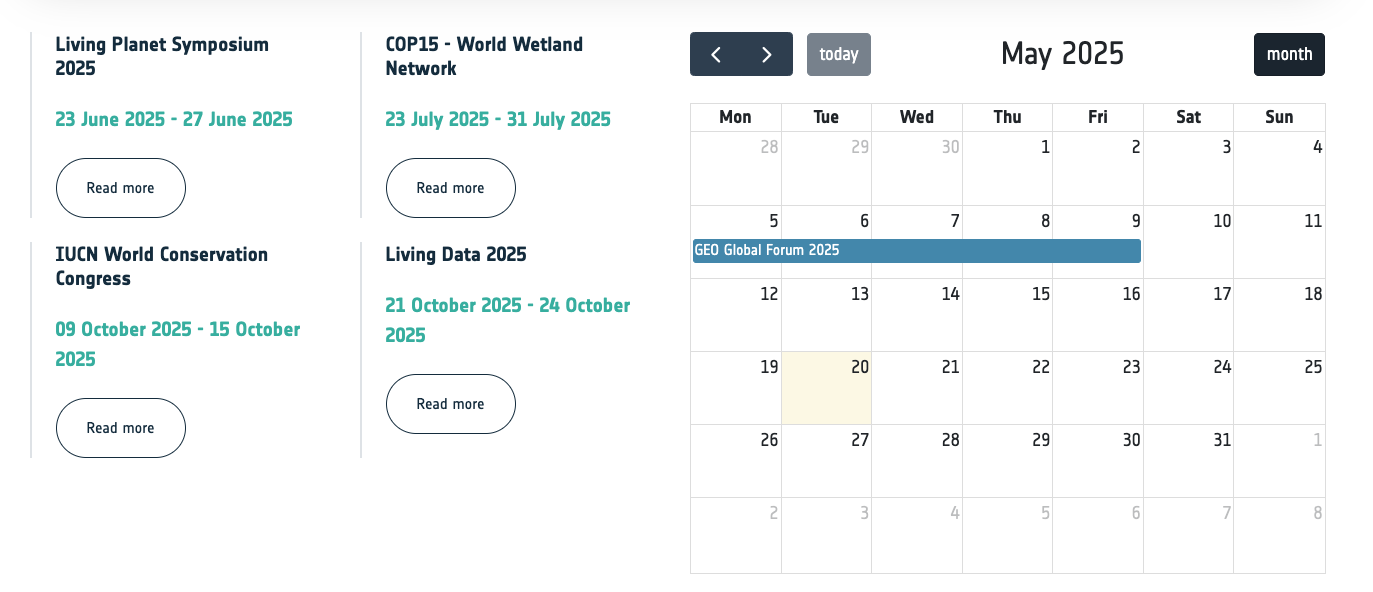 Living Planet Symposium
2025
23 June 2025 - 27 June 2025
Read more
COP15 - World Wetland
Network
23 July 2025 - 31 July 2025
Read more
IUCN World Conservation
Congress
09 October 2025 - 15 October
2025
Read more
Living Data 2025
21 October 2025 - 24 October
2025
Read more
today May 2025 month
Mon Tue Wed Thu Fri Sat Sun
28 29 30 1 2 3 4
5 6 7 8 9 10 11
GEO Global Forum 2025
12 13 14 15 16 17 18
19 20 21 22 23 24 25
26 27 28 29 30 31 1
2 3 4 5 6 7 8